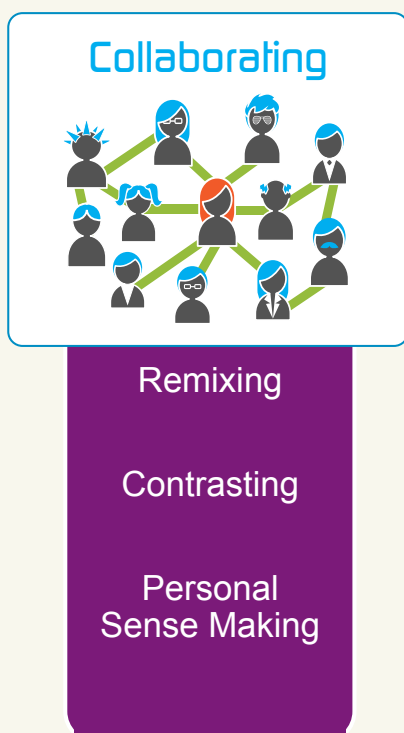 Collaborating
Remixing
Contrasting
Personal
Sense Making